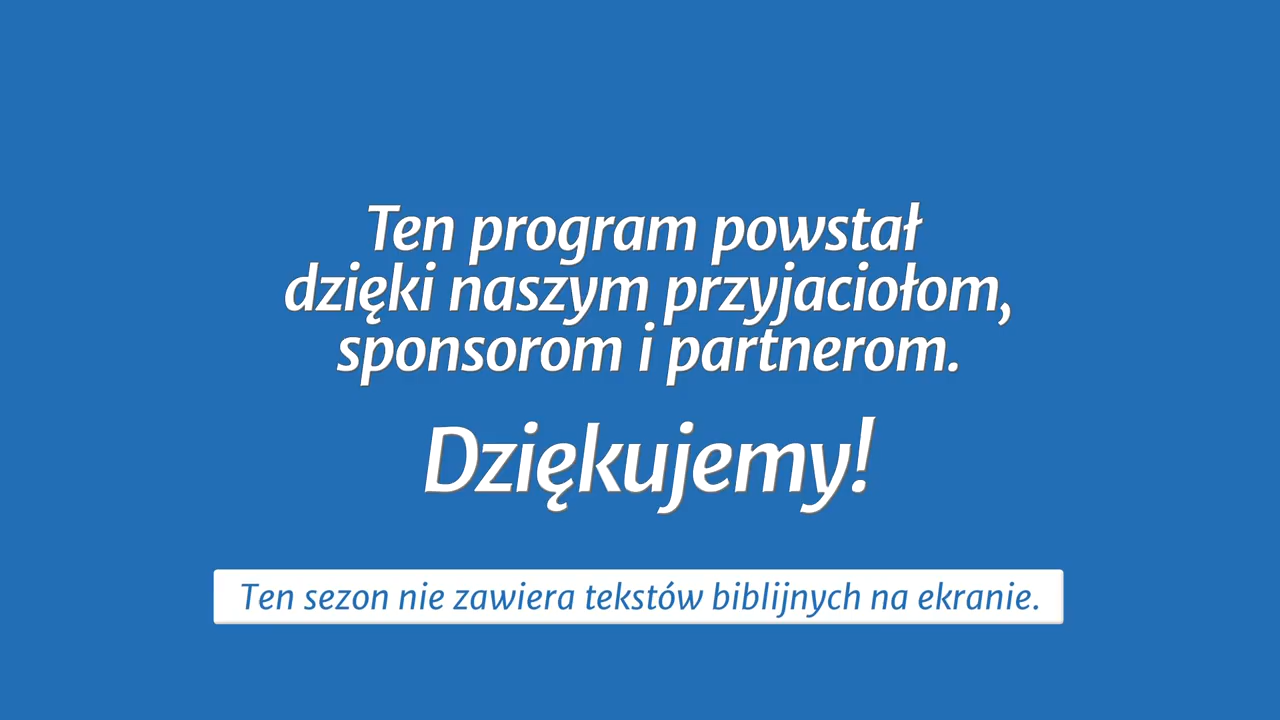 Ten program powstał
dzięki naszym przyjaciołom,
sponsorom i partnerom.
Dziękujemy!
Ten sezon nie zawiera tekstów biblijnych na ekranie.